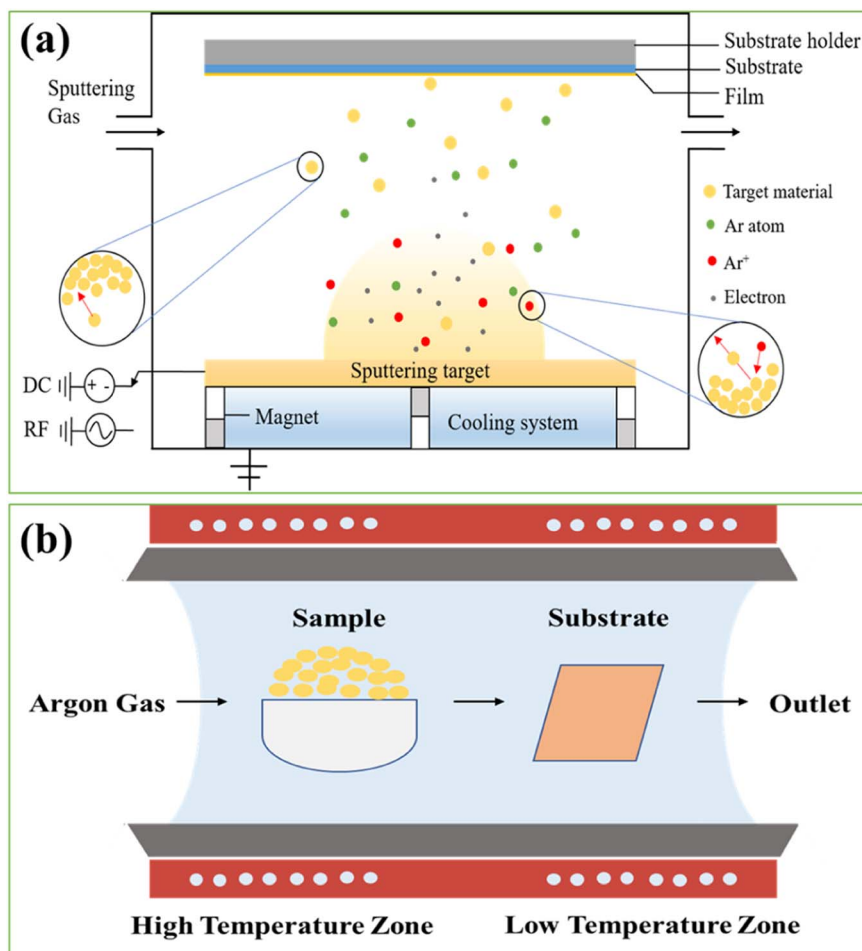 (a)
Substrate holder
Substrate
Film
Sputtering
Gas
Target material
Ar atom
Ar⁺
Electron
Sputtering target
DC
+ -
RF
Magnet
Cooling system
(b)
Sample
Substrate
Argon Gas
Outlet
High Temperature Zone
Low Temperature Zone